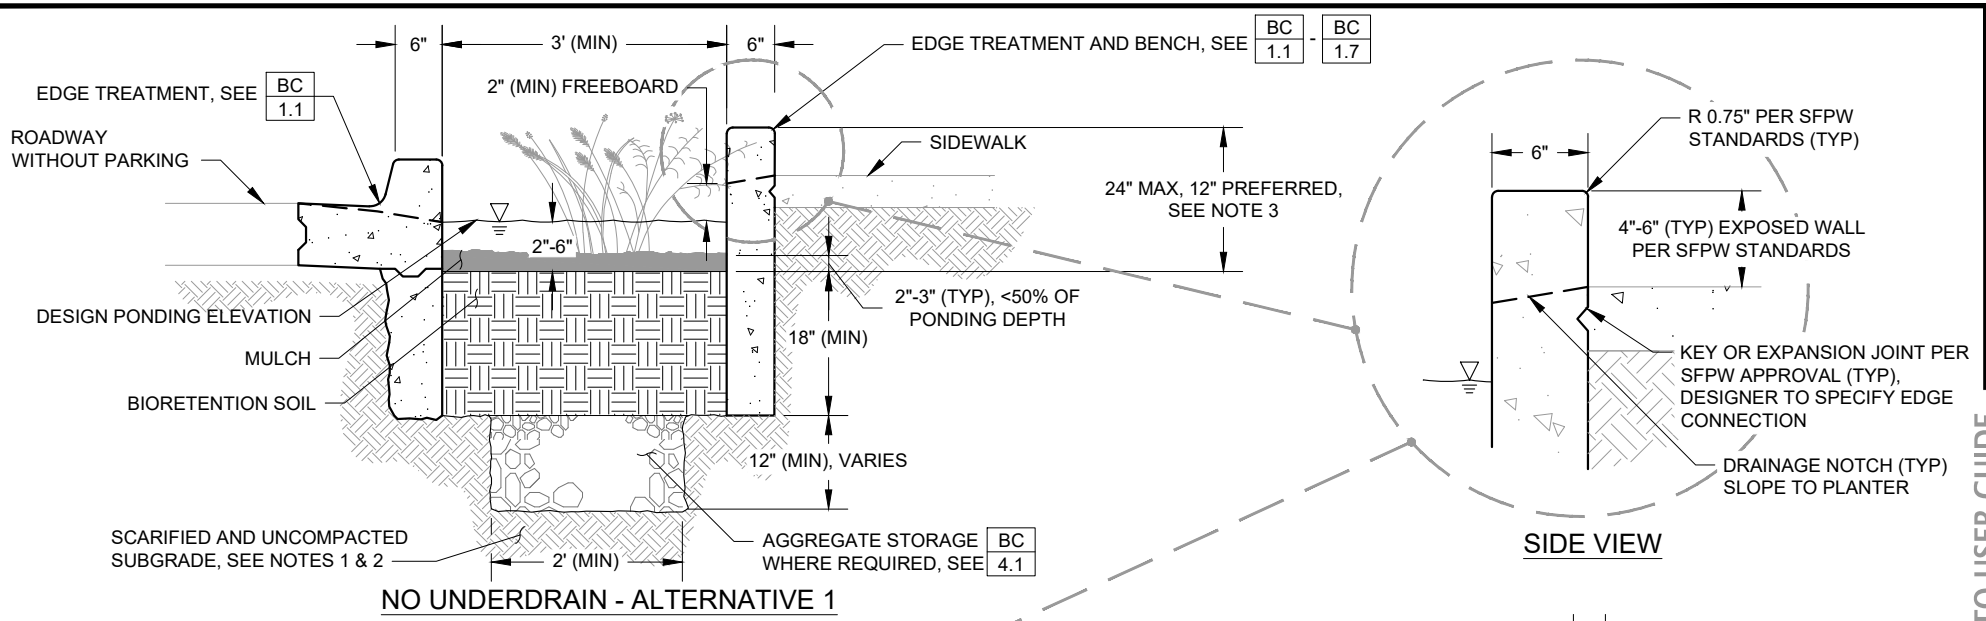 6"
3' (MIN)
6"
EDGE TREATMENT AND BENCH, SEE
BC
1.1
-
BC
1.7
EDGE TREATMENT, SEE
BC
1.1
2" (MIN) FREEBOARD
ROADWAY
WITHOUT PARKING
SIDEWALK
24" MAX, 12" PREFERRED,
SEE NOTE 3
2"-6"
DESIGN PONDING ELEVATION
2"-3" (TYP), <50% OF
PONDING DEPTH
18" (MIN)
MULCH
BIORETENTION SOIL
12" (MIN), VARIES
SCARIFIED AND UNCOMPACTED
SUBGRADE, SEE NOTES 1 & 2
2' (MIN)
AGGREGATE STORAGE
WHERE REQUIRED, SEE
BC
4.1
NO UNDERDRAIN - ALTERNATIVE 1
R 0.75" PER SFPW
STANDARDS (TYP)
6"
4"-6" (TYP) EXPOSED WALL
PER SFPW STANDARDS
KEY OR EXPANSION JOINT PER
SFPW APPROVAL (TYP),
DESIGNER TO SPECIFY EDGE
CONNECTION
DRAINAGE NOTCH (TYP)
SLOPE TO PLANTER
SIDE VIEW
TO USER GUIDE